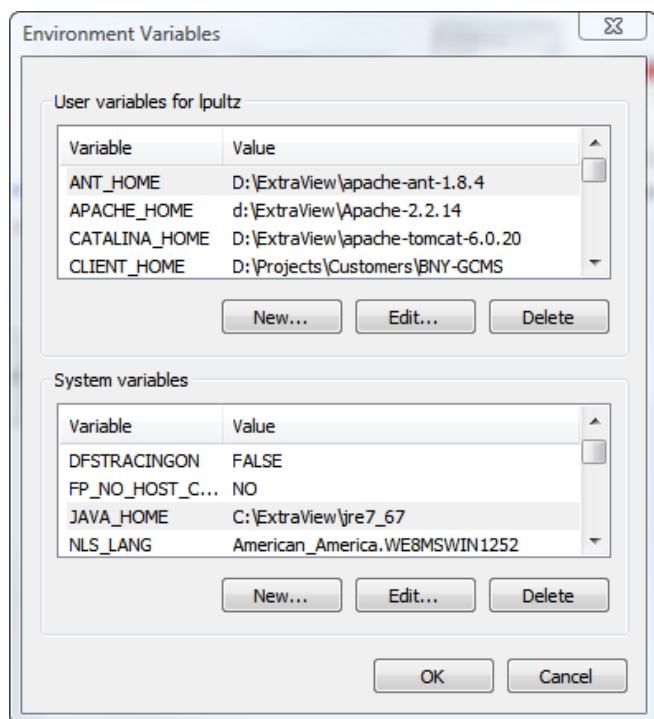 Environment Variables
User variables for lpultz
Variable Value
ANT_HOME D:\ExtraView\apache-ant-1.8.4
APACHE_HOME d:\ExtraView\Apache-2.2.14
CATALINA_HOME D:\ExtraView\apache-tomcat-6.0.20
CLIENT_HOME D:\Projects\Customers\BNY-GCMS
New... Edit... Delete
System variables
Variable Value
DFSTRACINGON FALSE
FP_NO_HOST_C... NO
JAVA_HOME C:\ExtraView\jre7_67
NLS_LANG American_America.WE8MSWIN1252
New... Edit... Delete
OK Cancel